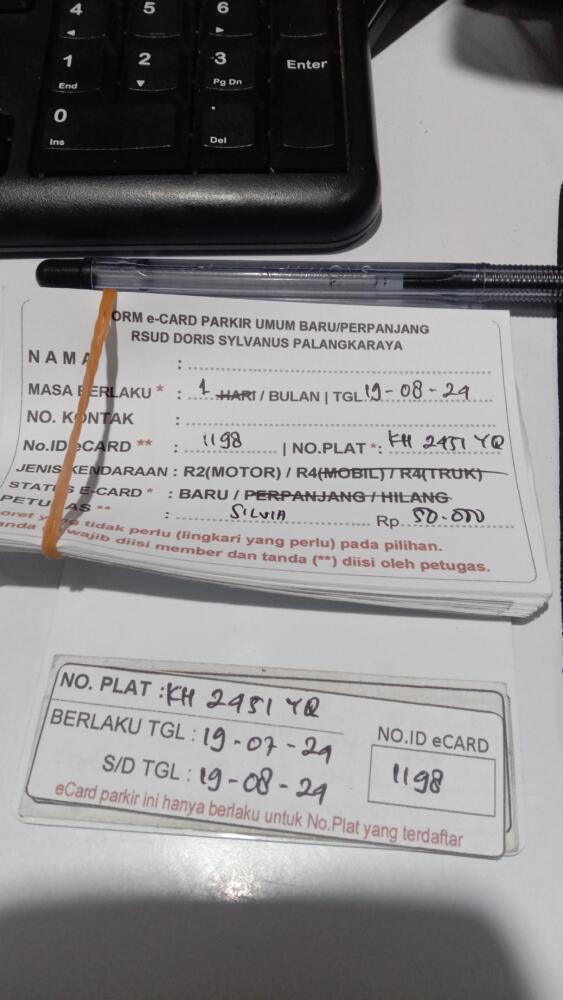 4 5 6
1 2 3 Enter
End Pg Dn
0 .
Ins Del
ORM e-CARD PARKIR UMUM BARU/PERPANJANG
RSUD DORIS SYLVANUS PALANGKARAYA
NAMA :
MASA BERLAKU * : 1 HARI / BULAN | TGL 19-08-24
NO. KONTAK :
No.ID eCARD ** : 1198 | NO.PLAT *: KH 2451 YQ
JENIS KENDARAAN : R2(MOTOR) / R4(MOBIL) / R4(TRUK)
STATUS E-CARD * : BARU / PERPANJANG / HILANG
PETUGAS ** : SILVIA Rp. 50.000
oret yang tidak perlu (lingkari yang perlu) pada pilihan.
anda wajib diisi member dan tanda (**) diisi oleh petugas.
NO. PLAT : KH 2451 YQ
BERLAKU TGL : 19-07-24
S/D TGL : 19-08-24
NO.ID eCARD
1198
eCard parkir ini hanya berlaku untuk No.Plat yang terdaftar